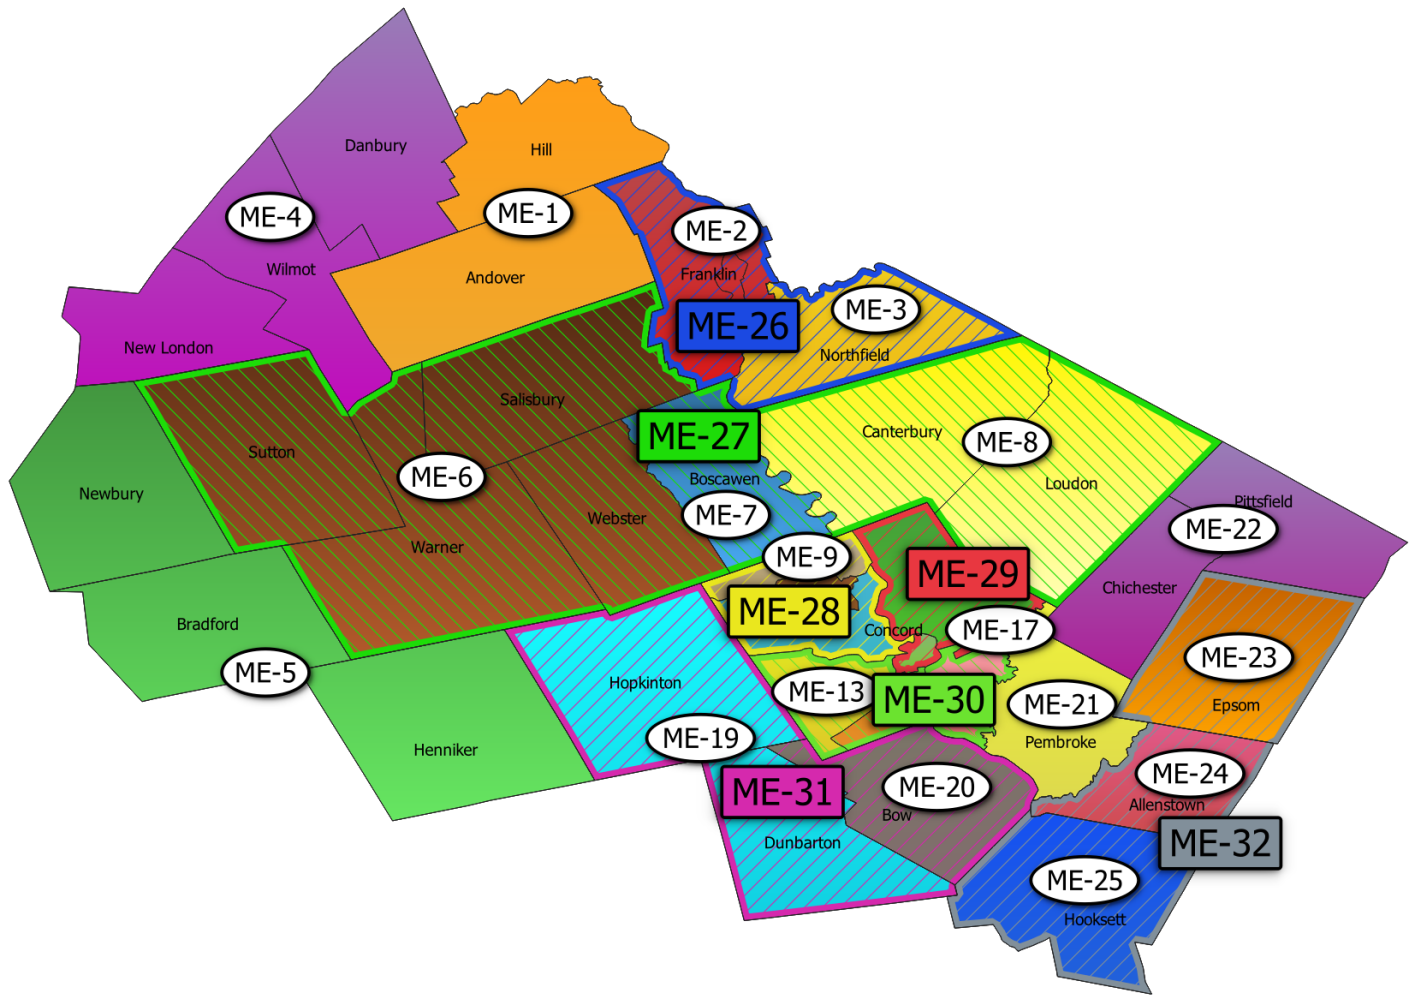 Danbury
Hill
ME-4
ME-1
ME-2
Wilmot
Andover
Franklin
ME-3
ME-26
New London
Northfield
Salisbury
Canterbury
ME-27
ME-8
Sutton
ME-6
Boscawen
Loudon
Newbury
Pittsfield
Webster
ME-7
ME-22
Warner
ME-9
ME-29
Chichester
ME-28
Bradford
Concord
ME-17
ME-5
Hopkinton
ME-23
ME-13
ME-30
ME-21
Epsom
ME-19
Pembroke
Henniker
ME-24
ME-31
ME-20
Allenstown
Bow
Dunbarton
ME-32
ME-25
Hooksett